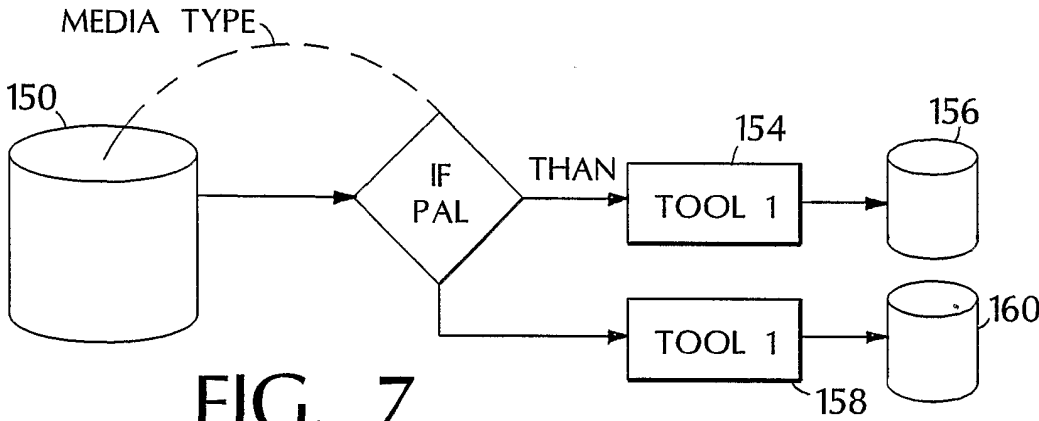 MEDIA TYPE
150
IF
PAL
THAN
154
TOOL 1
156
TOOL 1
158
160
FIG. 7